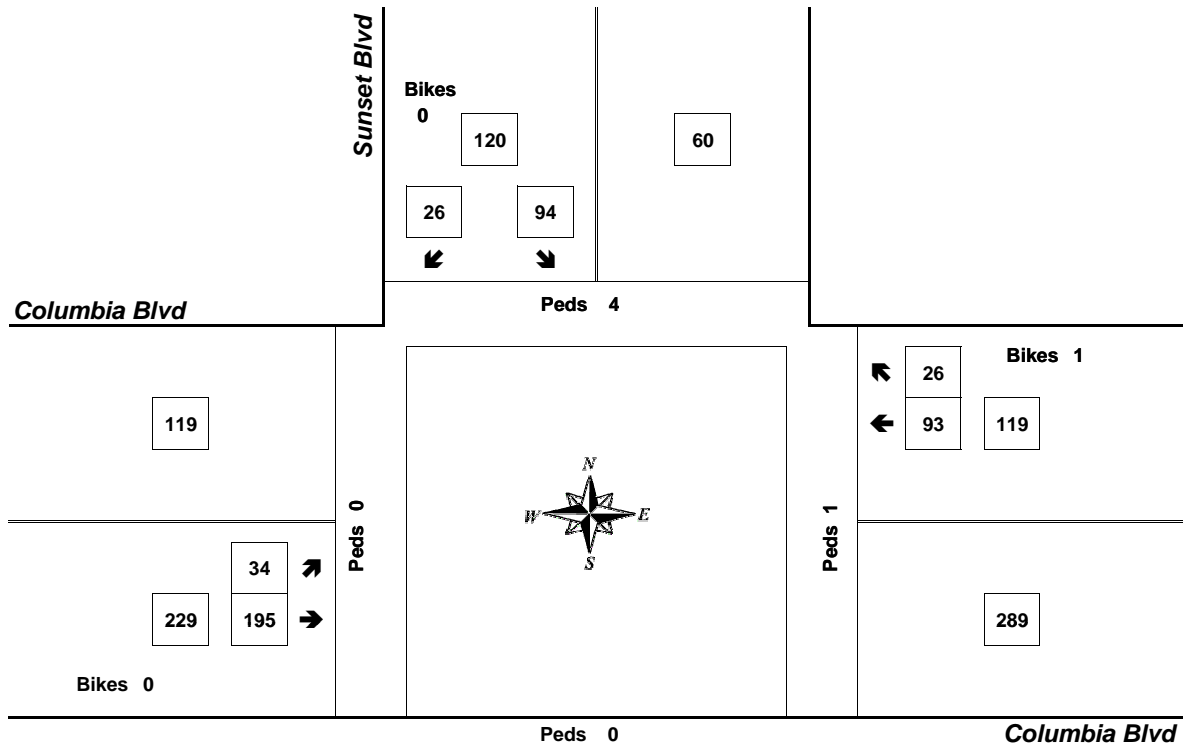 Sunset Blvd
Bikes
0
120
60
26
94
Peds 4
Columbia Blvd
Bikes 1
26
119
93
119
N
W E
S
Peds 0
Peds 1
34
229
195
289
Bikes 0
Peds 0
Columbia Blvd